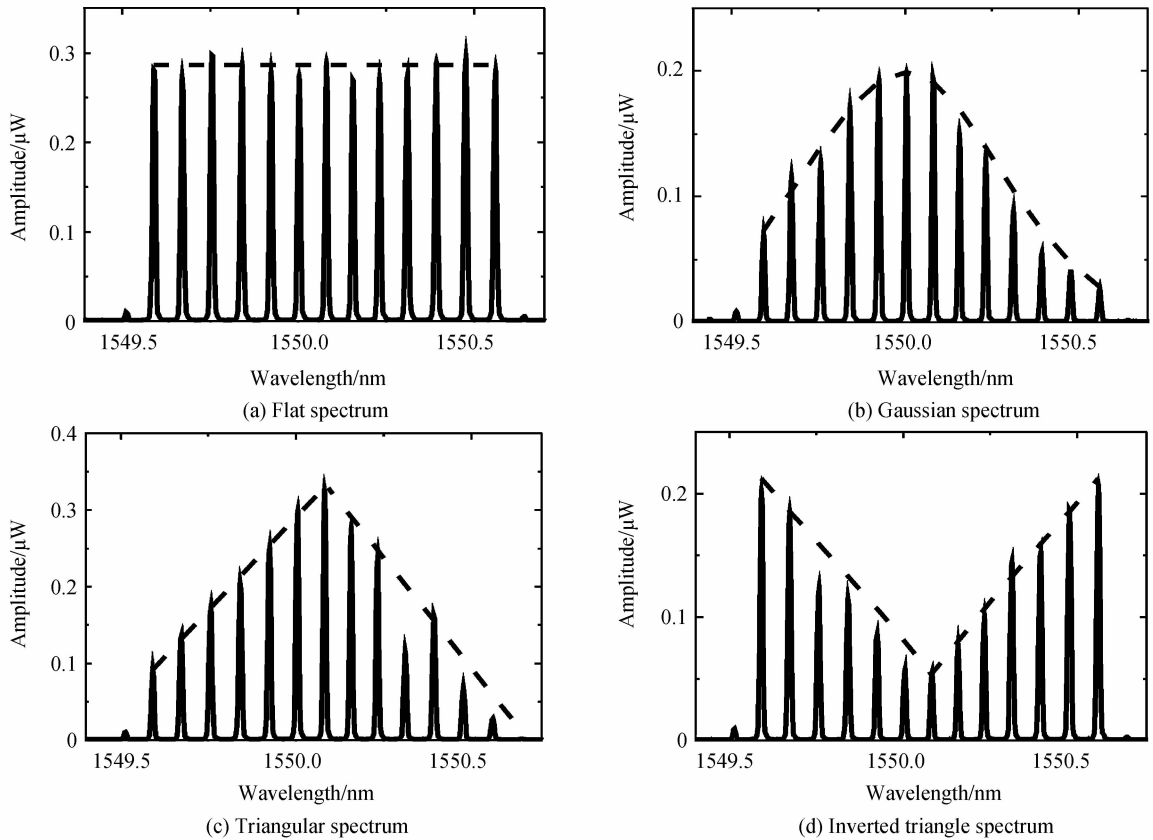 0.3
0.2
0.1
0
Amplitude/μW
1549.5
1550.0
1550.5
Wavelength/nm
(a) Flat spectrum
0.2
0.1
0
Amplitude/μW
1549.5
1550.0
1550.5
Wavelength/nm
(b) Gaussian spectrum
0.4
0.3
0.2
0.1
0
Amplitude/μW
1549.5
1550.0
1550.5
Wavelength/nm
(c) Triangular spectrum
0.2
0.1
0
Amplitude/μW
1549.5
1550.0
1550.5
Wavelength/nm
(d) Inverted triangle spectrum